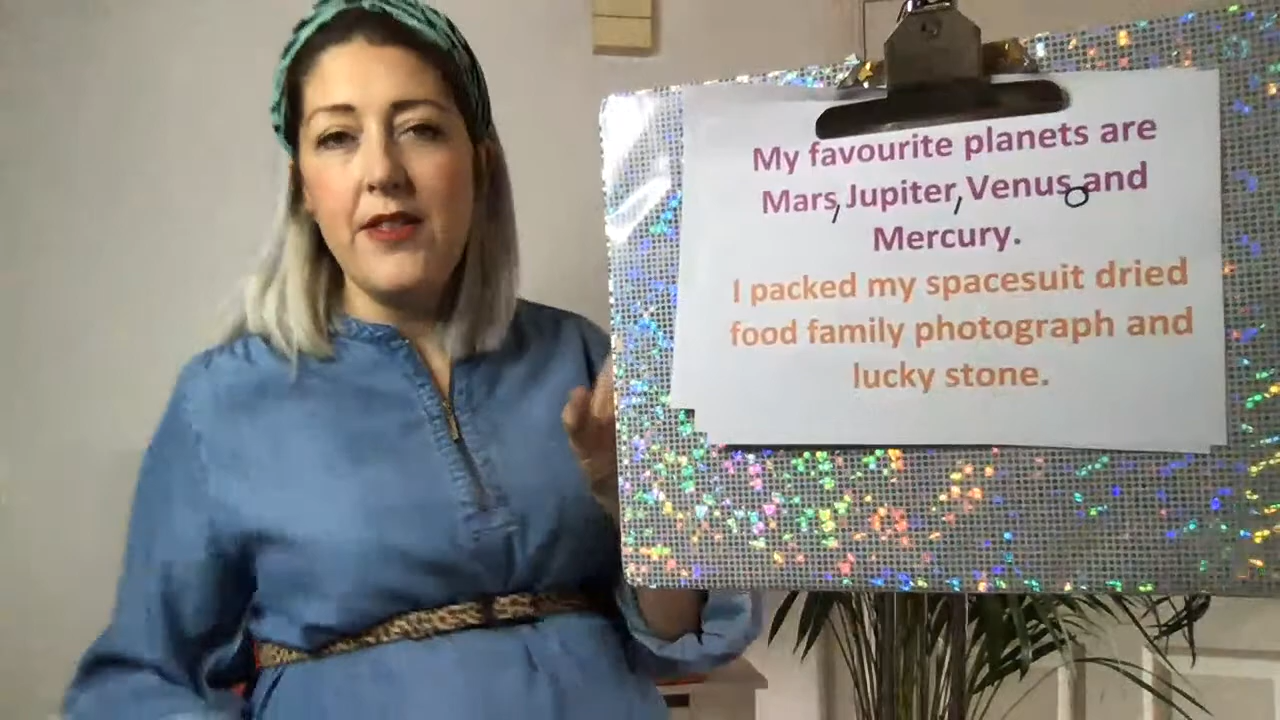 My favourite planets are
Mars, Jupiter, Venus and
Mercury.
I packed my spacesuit dried
food family photograph and
lucky stone.